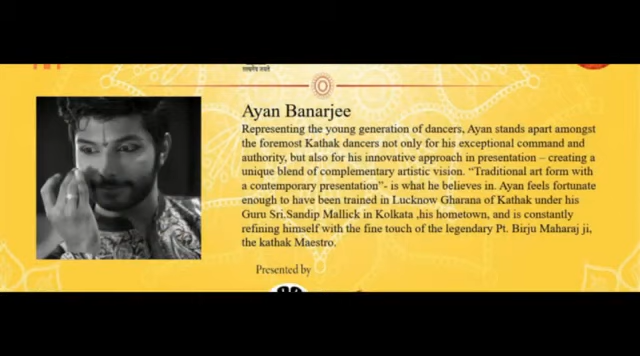 सत्यमेव जयते
Ayan Banarjee
Representing the young generation of dancers, Ayan stands apart amongst
the foremost Kathak dancers not only for his exceptional command and
authority, but also for his innovative approach in presentation – creating a
unique blend of complementary artistic vision. “Traditional art form with
a contemporary presentation”- is what he believes in. Ayan feels fortunate
enough to have been trained in Lucknow Gharana of Kathak under his
Guru Sri.Sandip Mallick in Kolkata ,his hometown, and is constantly
refining himself with the fine touch of the legendary Pt. Birju Maharaj ji,
the kathak Maestro.
Presented by